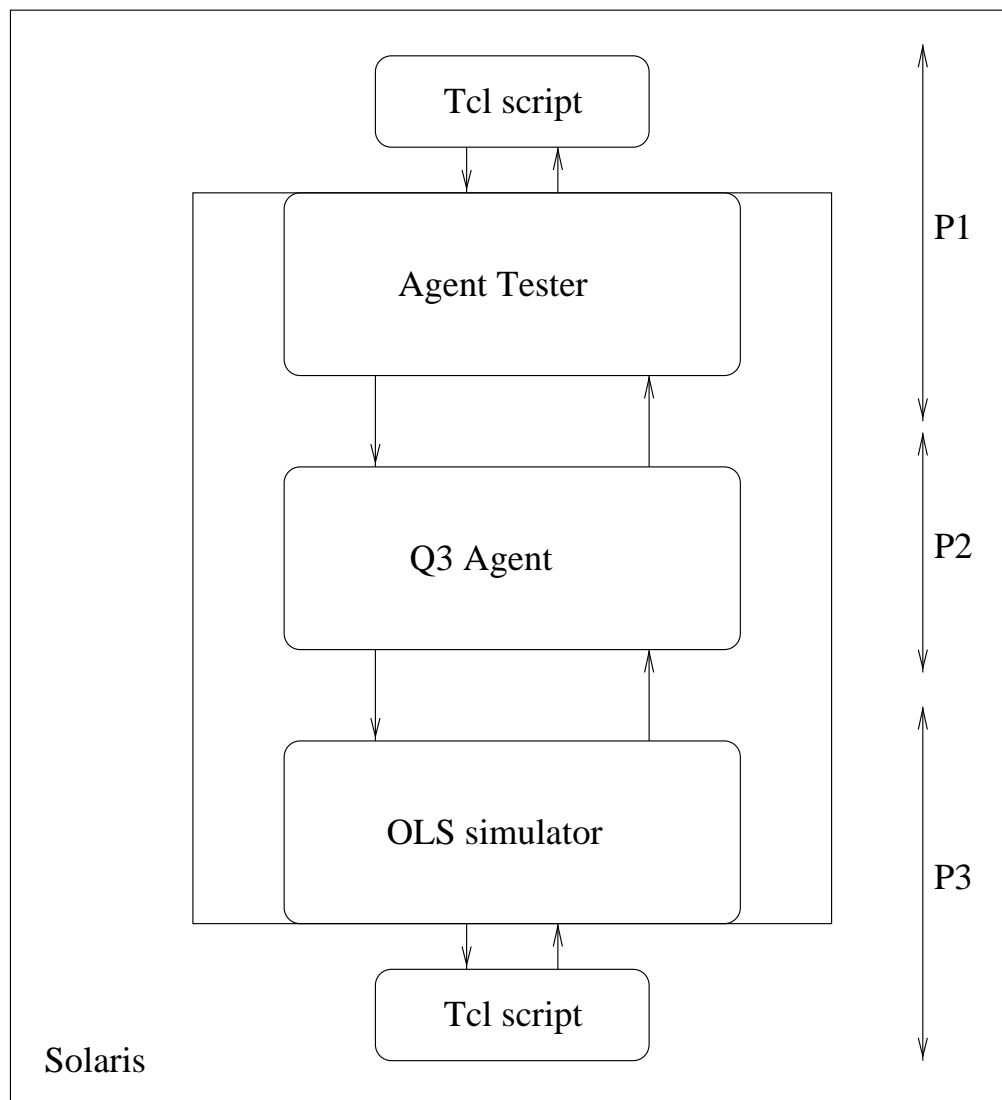 Tcl script
P1
Agent Tester
P2
Q3 Agent
OLS simulator
P3
Tcl script
Solaris